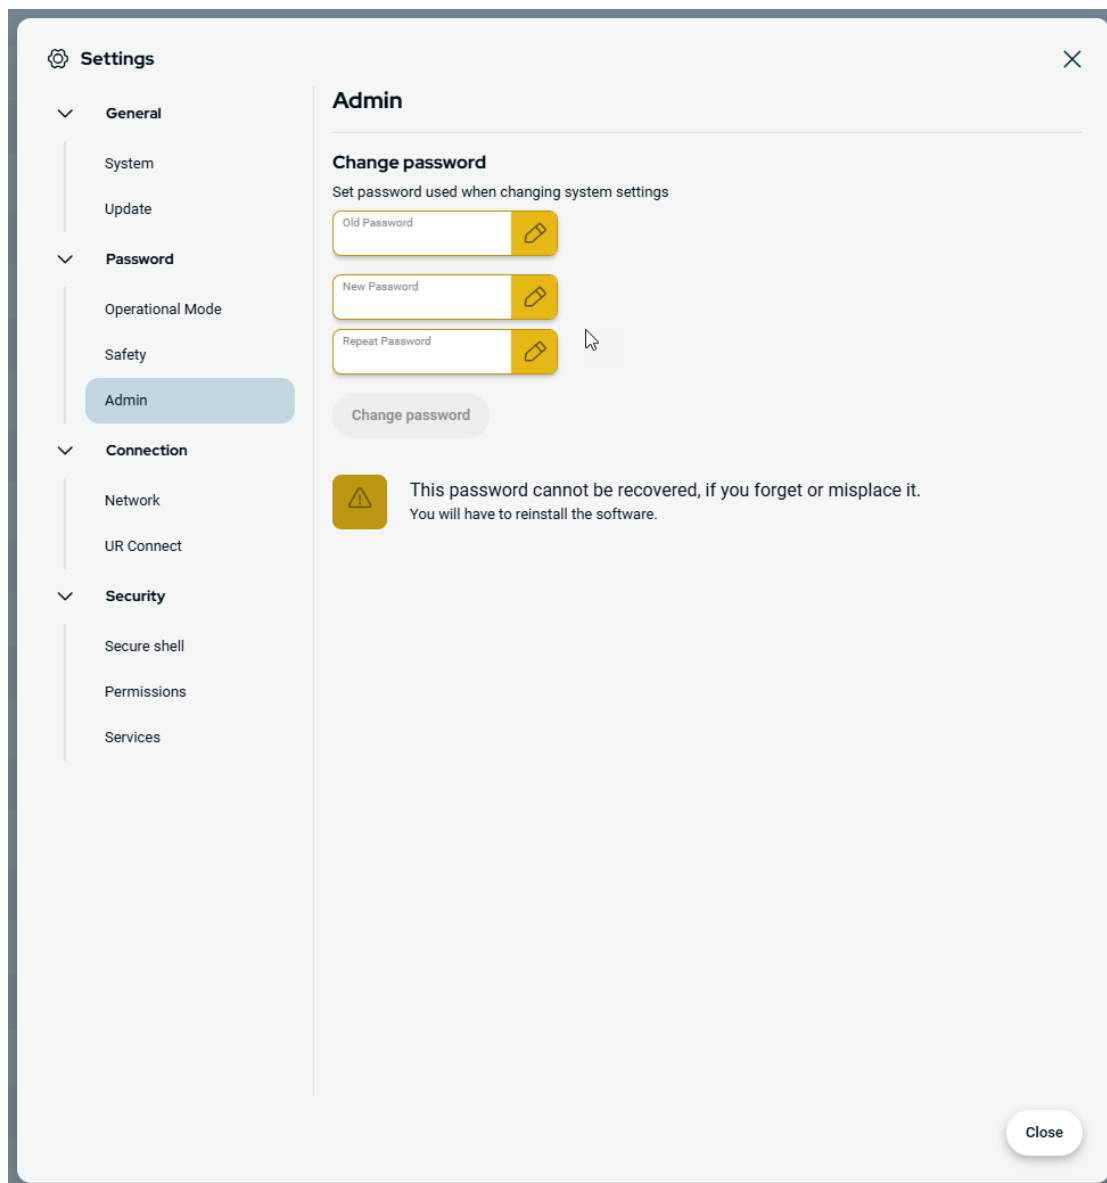 Settings
General
System
Update
Password
Operational Mode
Safety
Admin
Connection
Network
UR Connect
Security
Secure shell
Permissions
Services
Admin
Change password
Set password used when changing system settings
Old Password
New Password
Repeat Password
Change password
This password cannot be recovered, if you forget or misplace it.
You will have to reinstall the software.
Close